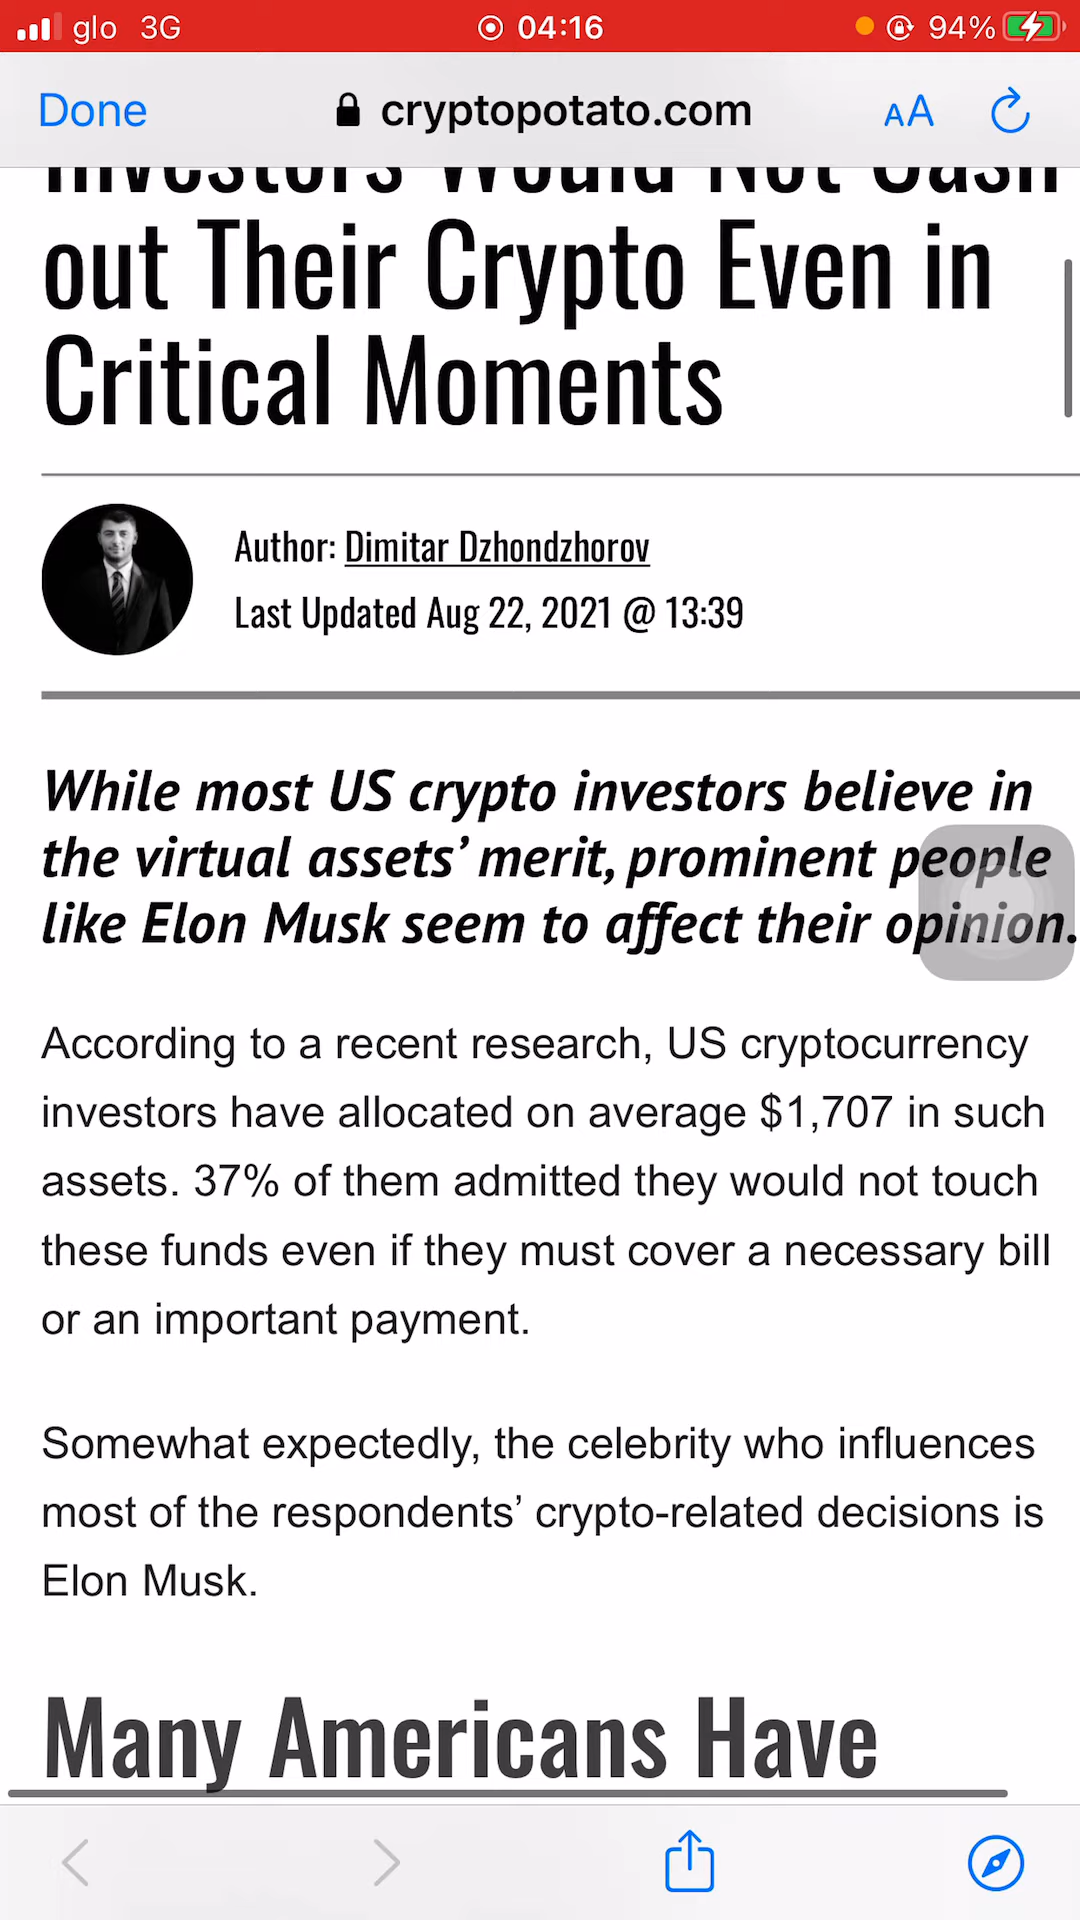 glo 3G 04:16 94%
Done cryptopotato.com AA
Investors Would Not Cash
out Their Crypto Even in
Critical Moments
Author: Dimitar Dzhondzhorov
Last Updated Aug 22, 2021 @ 13:39
While most US crypto investors believe in
the virtual assets’ merit, prominent people
like Elon Musk seem to affect their opinion.
According to a recent research, US cryptocurrency
investors have allocated on average $1,707 in such
assets. 37% of them admitted they would not touch
these funds even if they must cover a necessary bill
or an important payment.
Somewhat expectedly, the celebrity who influences
most of the respondents’ crypto-related decisions is
Elon Musk.
Many Americans Have